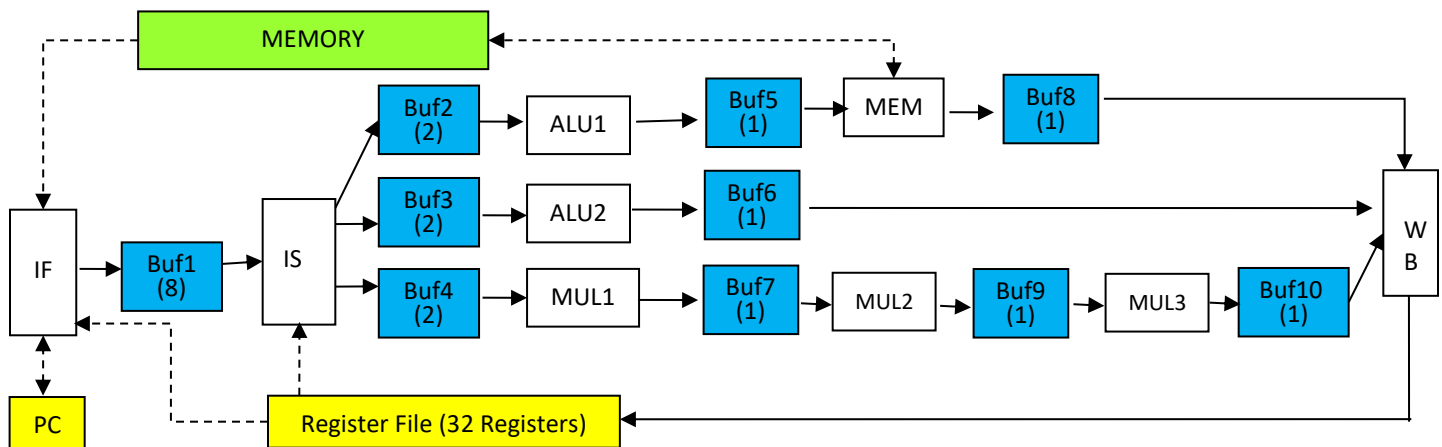 MEMORY
Buf2
(2)
ALU1
Buf5
(1)
MEM
Buf8
(1)
IF
Buf1
(8)
IS
Buf3
(2)
ALU2
Buf6
(1)
W
B
Buf4
(2)
MUL1
Buf7
(1)
MUL2
Buf9
(1)
MUL3
Buf10
(1)
PC
Register File (32 Registers)